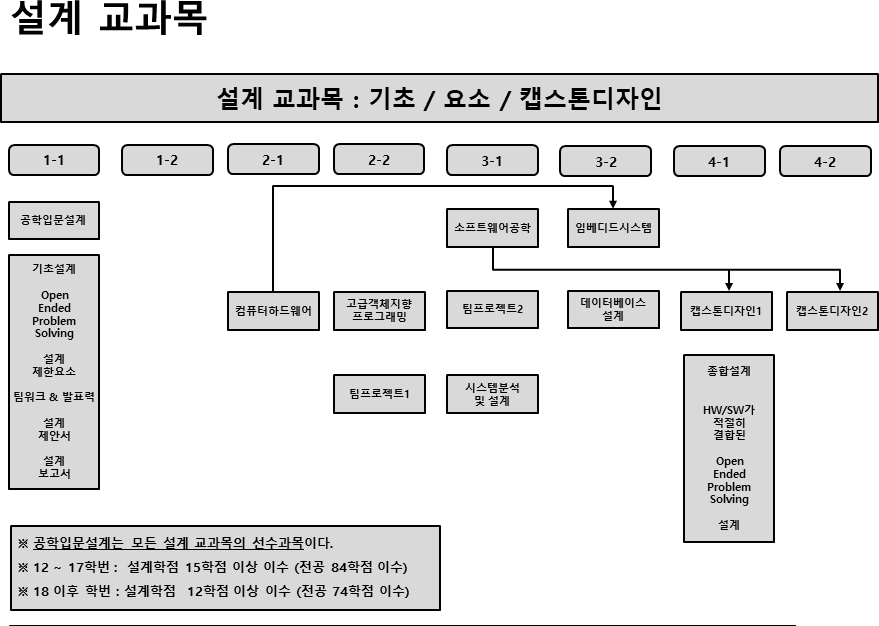 설계 교과목
설계 교과목 : 기초 / 요소 / 캡스톤디자인
1-1
1-2
2-1
2-2
3-1
3-2
4-1
4-2
공학입문설계
소프트웨어공학
임베디드시스템
기초설계
Open
Ended
Problem
Solving
설계
제한요소
팀워크 & 발표력
설계
제안서
설계
보고서
컴퓨터하드웨어
고급객체지향
프로그래밍
팀프로젝트2
데이터베이스
설계
캡스톤디자인1
캡스톤디자인2
팀프로젝트1
시스템분석
및 설계
종합설계
HW/SW가
적절히
결합된
Open
Ended
Problem
Solving
설계
※ 공학입문설계는 모든 설계 교과목의 선수과목이다.
※ 12 ~ 17학번 : 설계학점 15학점 이상 이수 (전공 84학점 이수)
※ 18 이후 학번 : 설계학점 12학점 이상 이수 (전공 74학점 이수)